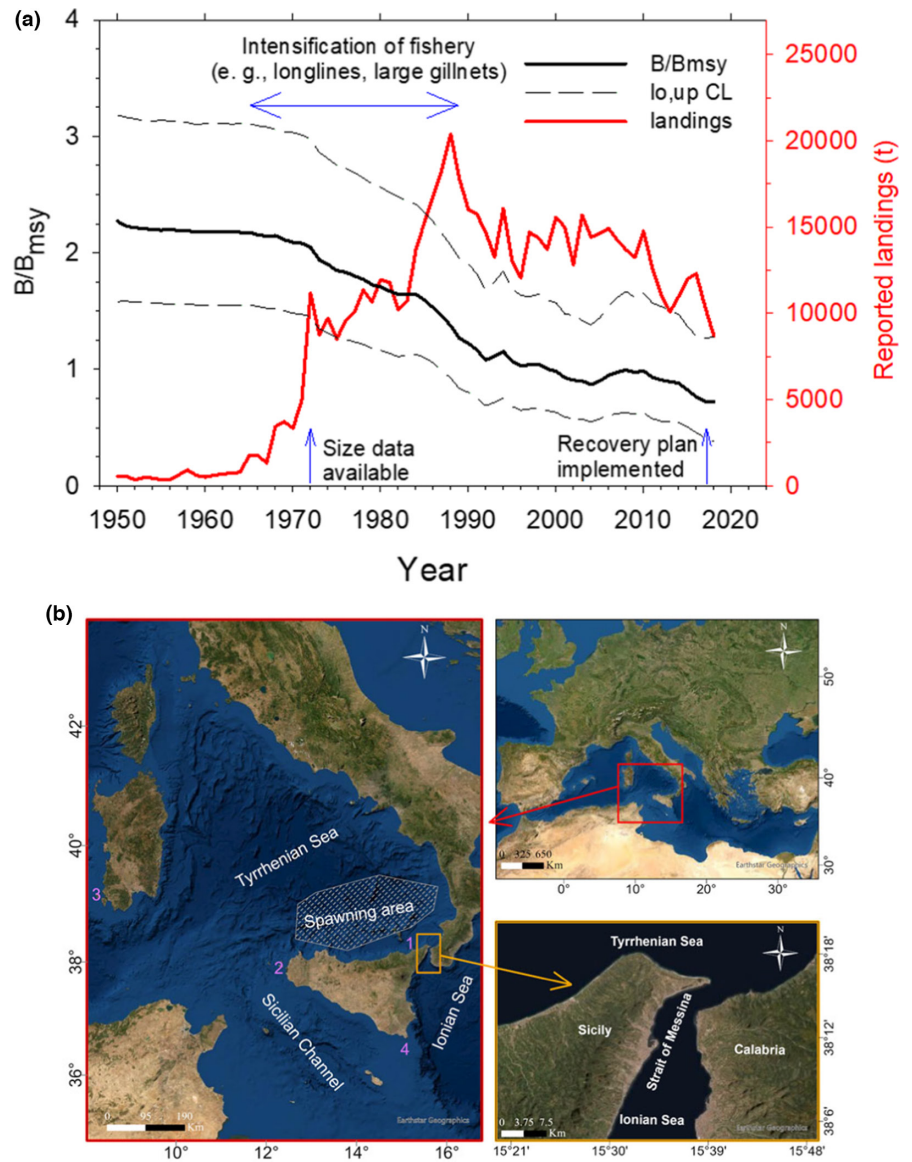 (a)
Intensification of fishery
(e. g., longlines, large gillnets)
B/Bmsy
lo,up CL
landings
4
3
2
1
0
B/Bmsy
25000
20000
15000
10000
5000
0
Reported landings (t)
Size data
available
Recovery plan
implemented
1950 1960 1970 1980 1990 2000 2010 2020
Year
(b)
N
42°
40°
38°
36°
Tyrrhenian Sea
Spawning area
1
2
3
4
Sicilian Channel
Ionian Sea
0 95 190
Km
Earthstar Geographics
10° 12° 14° 16°
N
50°
40°
30°
0 325 650
Km
Earthstar Geographics
0° 10° 20° 30°
Tyrrhenian Sea
N
Sicily
Strait of Messina
Calabria
Ionian Sea
38°18'
38°12'
38°6'
0 3.75 7.5
Km
Earthstar Geographics
15°21' 15°30' 15°39' 15°48'